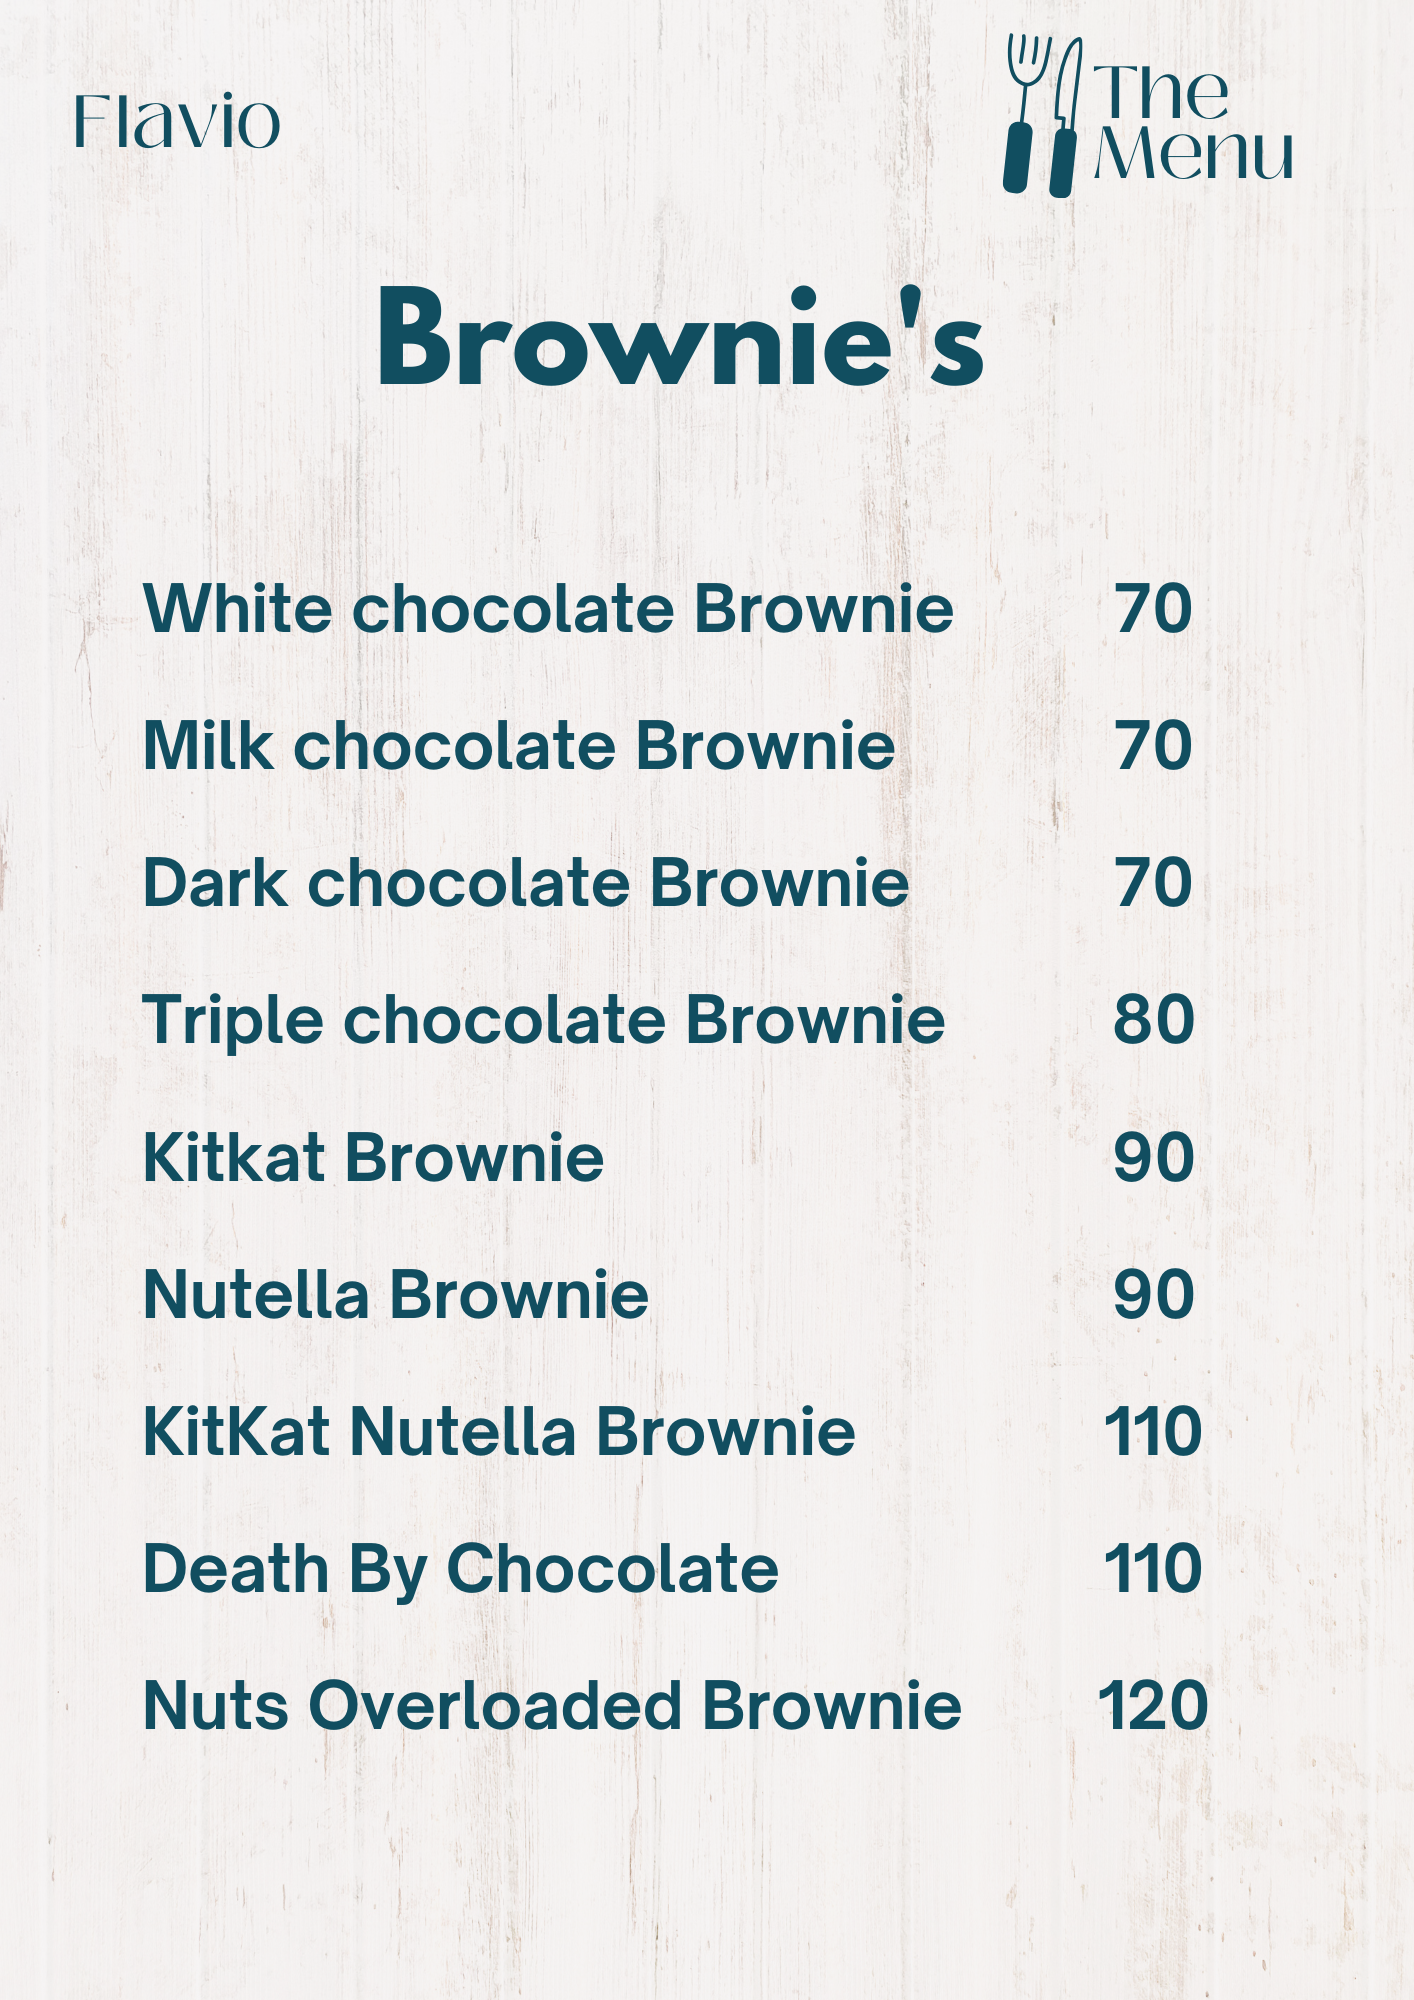 Flavio
The
Menu
Brownie's
White chocolate Brownie 70
Milk chocolate Brownie 70
Dark chocolate Brownie 70
Triple chocolate Brownie 80
Kitkat Brownie 90
Nutella Brownie 90
KitKat Nutella Brownie 110
Death By Chocolate 110
Nuts Overloaded Brownie 120